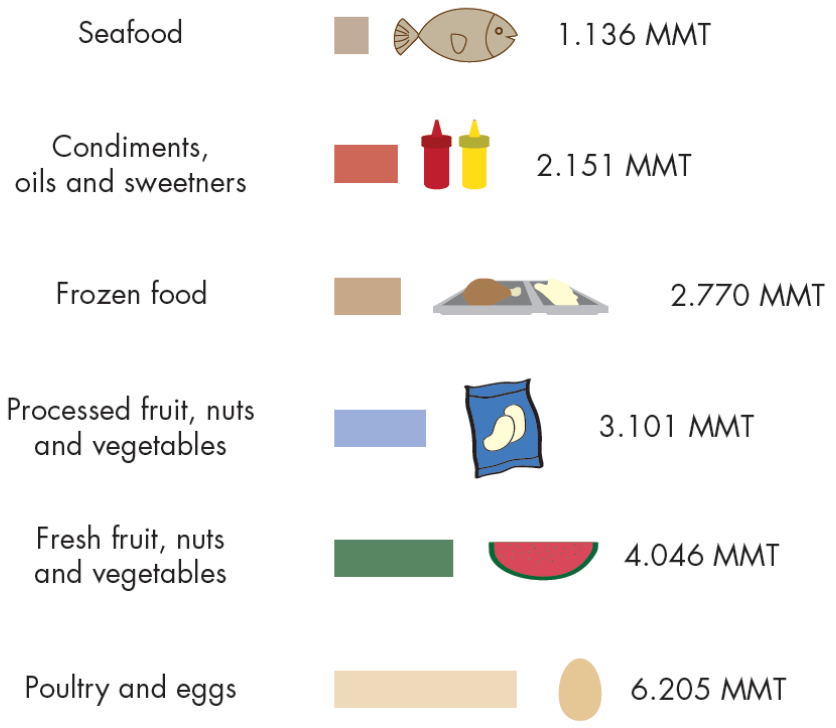 Seafood 1.136 MMT
Condiments,
oils and sweetners 2.151 MMT
Frozen food 2.770 MMT
Processed fruit, nuts
and vegetables 3.101 MMT
Fresh fruit, nuts
and vegetables 4.046 MMT
Poultry and eggs 6.205 MMT